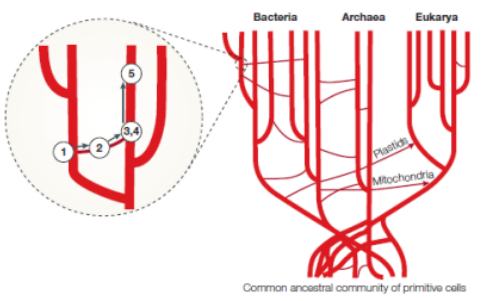 Bacteria Archaea Eukarya
5
3,4
1 2
Plastids
Mitochondria
Common ancestral community of primitive cells